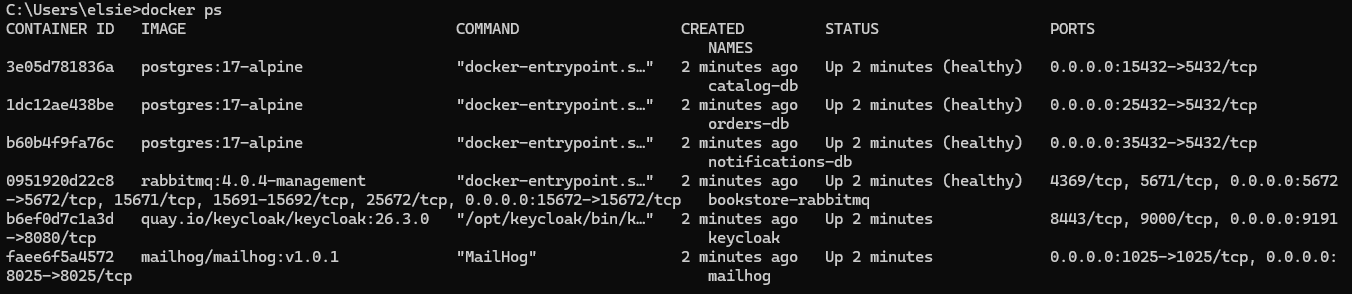 C:\Users\elsie>docker ps
CONTAINER ID   IMAGE                              COMMAND                  CREATED         STATUS                   PORTS
                                                                              NAMES
3e05d781836a   postgres:17-alpine                 "docker-entrypoint.s…"   2 minutes ago   Up 2 minutes (healthy)   0.0.0.0:15432->5432/tcp
                                                                              catalog-db
1dc12ae438be   postgres:17-alpine                 "docker-entrypoint.s…"   2 minutes ago   Up 2 minutes (healthy)   0.0.0.0:25432->5432/tcp
                                                                              orders-db
b60b4f9fa76c   postgres:17-alpine                 "docker-entrypoint.s…"   2 minutes ago   Up 2 minutes (healthy)   0.0.0.0:35432->5432/tcp
                                                                              notifications-db
0951920d22c8   rabbitmq:4.0.4-management          "docker-entrypoint.s…"   2 minutes ago   Up 2 minutes (healthy)   4369/tcp, 5671/tcp, 0.0.0.0:5672
->5672/tcp, 15671/tcp, 15691-15692/tcp, 25672/tcp, 0.0.0.0:15672->15672/tcp   bookstore-rabbitmq
b6ef0d7c1a3d   quay.io/keycloak/keycloak:26.3.0   "/opt/keycloak/bin/k…"   2 minutes ago   Up 2 minutes             8443/tcp, 9000/tcp, 0.0.0.0:9191
->8080/tcp                                                                    keycloak
faee6f5a4572   mailhog/mailhog:v1.0.1             "MailHog"                2 minutes ago   Up 2 minutes             0.0.0.0:1025->1025/tcp, 0.0.0.0:
8025->8025/tcp                                                                mailhog